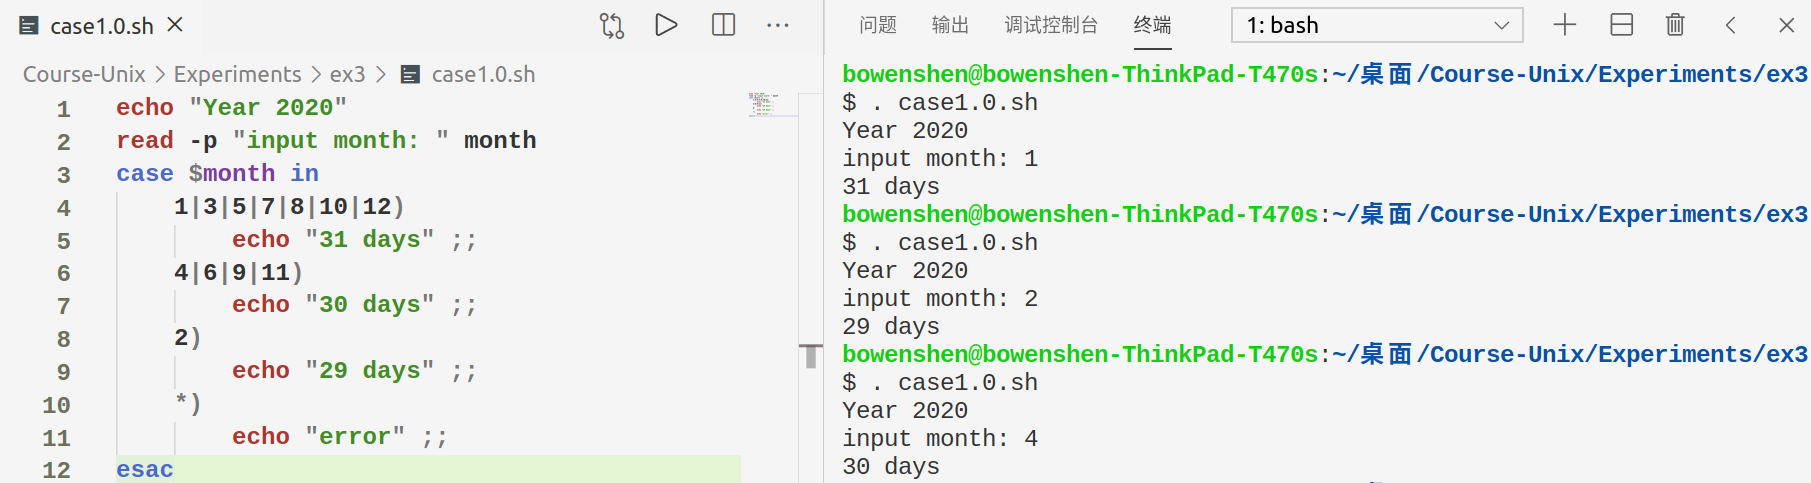 case1.0.sh
Course-Unix > Experiments > ex3 > case1.0.sh
1 echo "Year 2020"
2 read -p "input month: " month
3 case $month in
4 1|3|5|7|8|10|12)
5 echo "31 days" ;;
6 4|6|9|11)
7 echo "30 days" ;;
8 2)
9 echo "29 days" ;;
10 *)
11 echo "error" ;;
12 esac
问题 输出 调试控制台 终端 1: bash
bowenshen@bowenshen-ThinkPad-T470s:~/桌面/Course-Unix/Experiments/ex3
$ . case1.0.sh
Year 2020
input month: 1
31 days
bowenshen@bowenshen-ThinkPad-T470s:~/桌面/Course-Unix/Experiments/ex3
$ . case1.0.sh
Year 2020
input month: 2
29 days
bowenshen@bowenshen-ThinkPad-T470s:~/桌面/Course-Unix/Experiments/ex3
$ . case1.0.sh
Year 2020
input month: 4
30 days